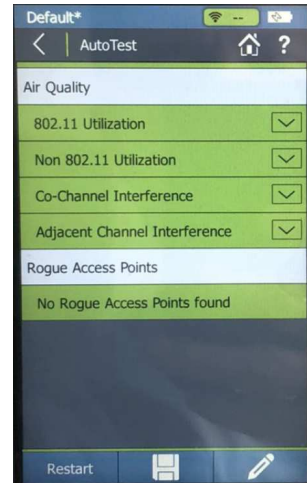 Default*
--
AutoTest
?
Air Quality
802.11 Utilization
Non 802.11 Utilization
Co-Channel Interference
Adjacent Channel Interference
Rogue Access Points
No Rogue Access Points found
Restart